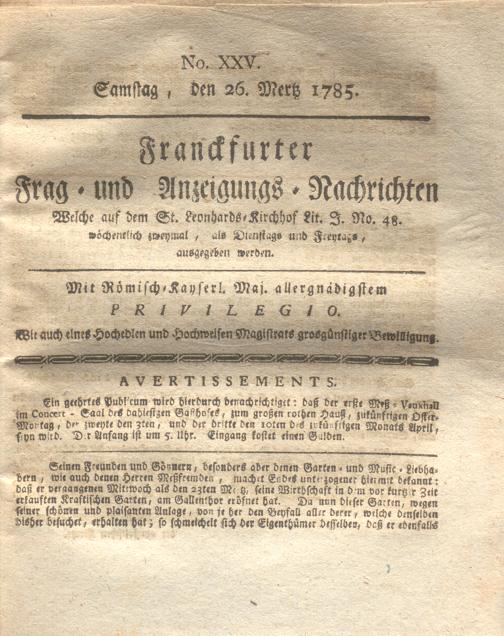 No. XXV.
Samstag, den 26. Mertz 1785.
Franckfurter
Frag- und Anzeigungs-Nachrichten
Welche auf dem St. Leonhards-Kirchhof Lit. J. No. 48.
wöchentlich zweymal, als Dienstags und Freytags,
ausgegeben werden.
Mit Römisch-Kayserl. Maj. allergnädigstem
PRIVILEGIO.
Wie auch eines Hochedlen und Hochweisen Magistrats grosgünstiger Bewilligung.
AVERTISSEMENTS.
Ein geehrtes Publicum wird hierdurch benachrichtiget: daß der erste Meß-Vauxhall
im Concert-Saal des dahiesigen Gasthofes, zum großen rothen Hauß, zukünftigen Oster-
Montag, der zweyte den 3ten, und der dritte den 10ten des zukünftigen Monats April,
seyn wird. Der Anfang ist um 5. Uhr. Eingang kostet einen Gulden.
Seinen Freunden und Gönnern, besonders aber denen Garten- und Music-Liebha-
bern, wie auch denen Herren Meßfremden, machet Endes unterzogener hiermit bekannt:
daß er vergangenen Mittwoch als den 23ten Mertz, seine Wirthschaft in dem vor kurtzer Zeit
erkauften Kraftischen Garten, am Gallenthor eröfnet hat. Da nun dieser Garten, wegen
seiner schönen und plaisanten Anlage, von je her den Beyfall aller derer, welche denselben
bisher besuchet, erhalten hat; so schmeichelt sich der Eigenthümer desselben, daß er ebenfalls